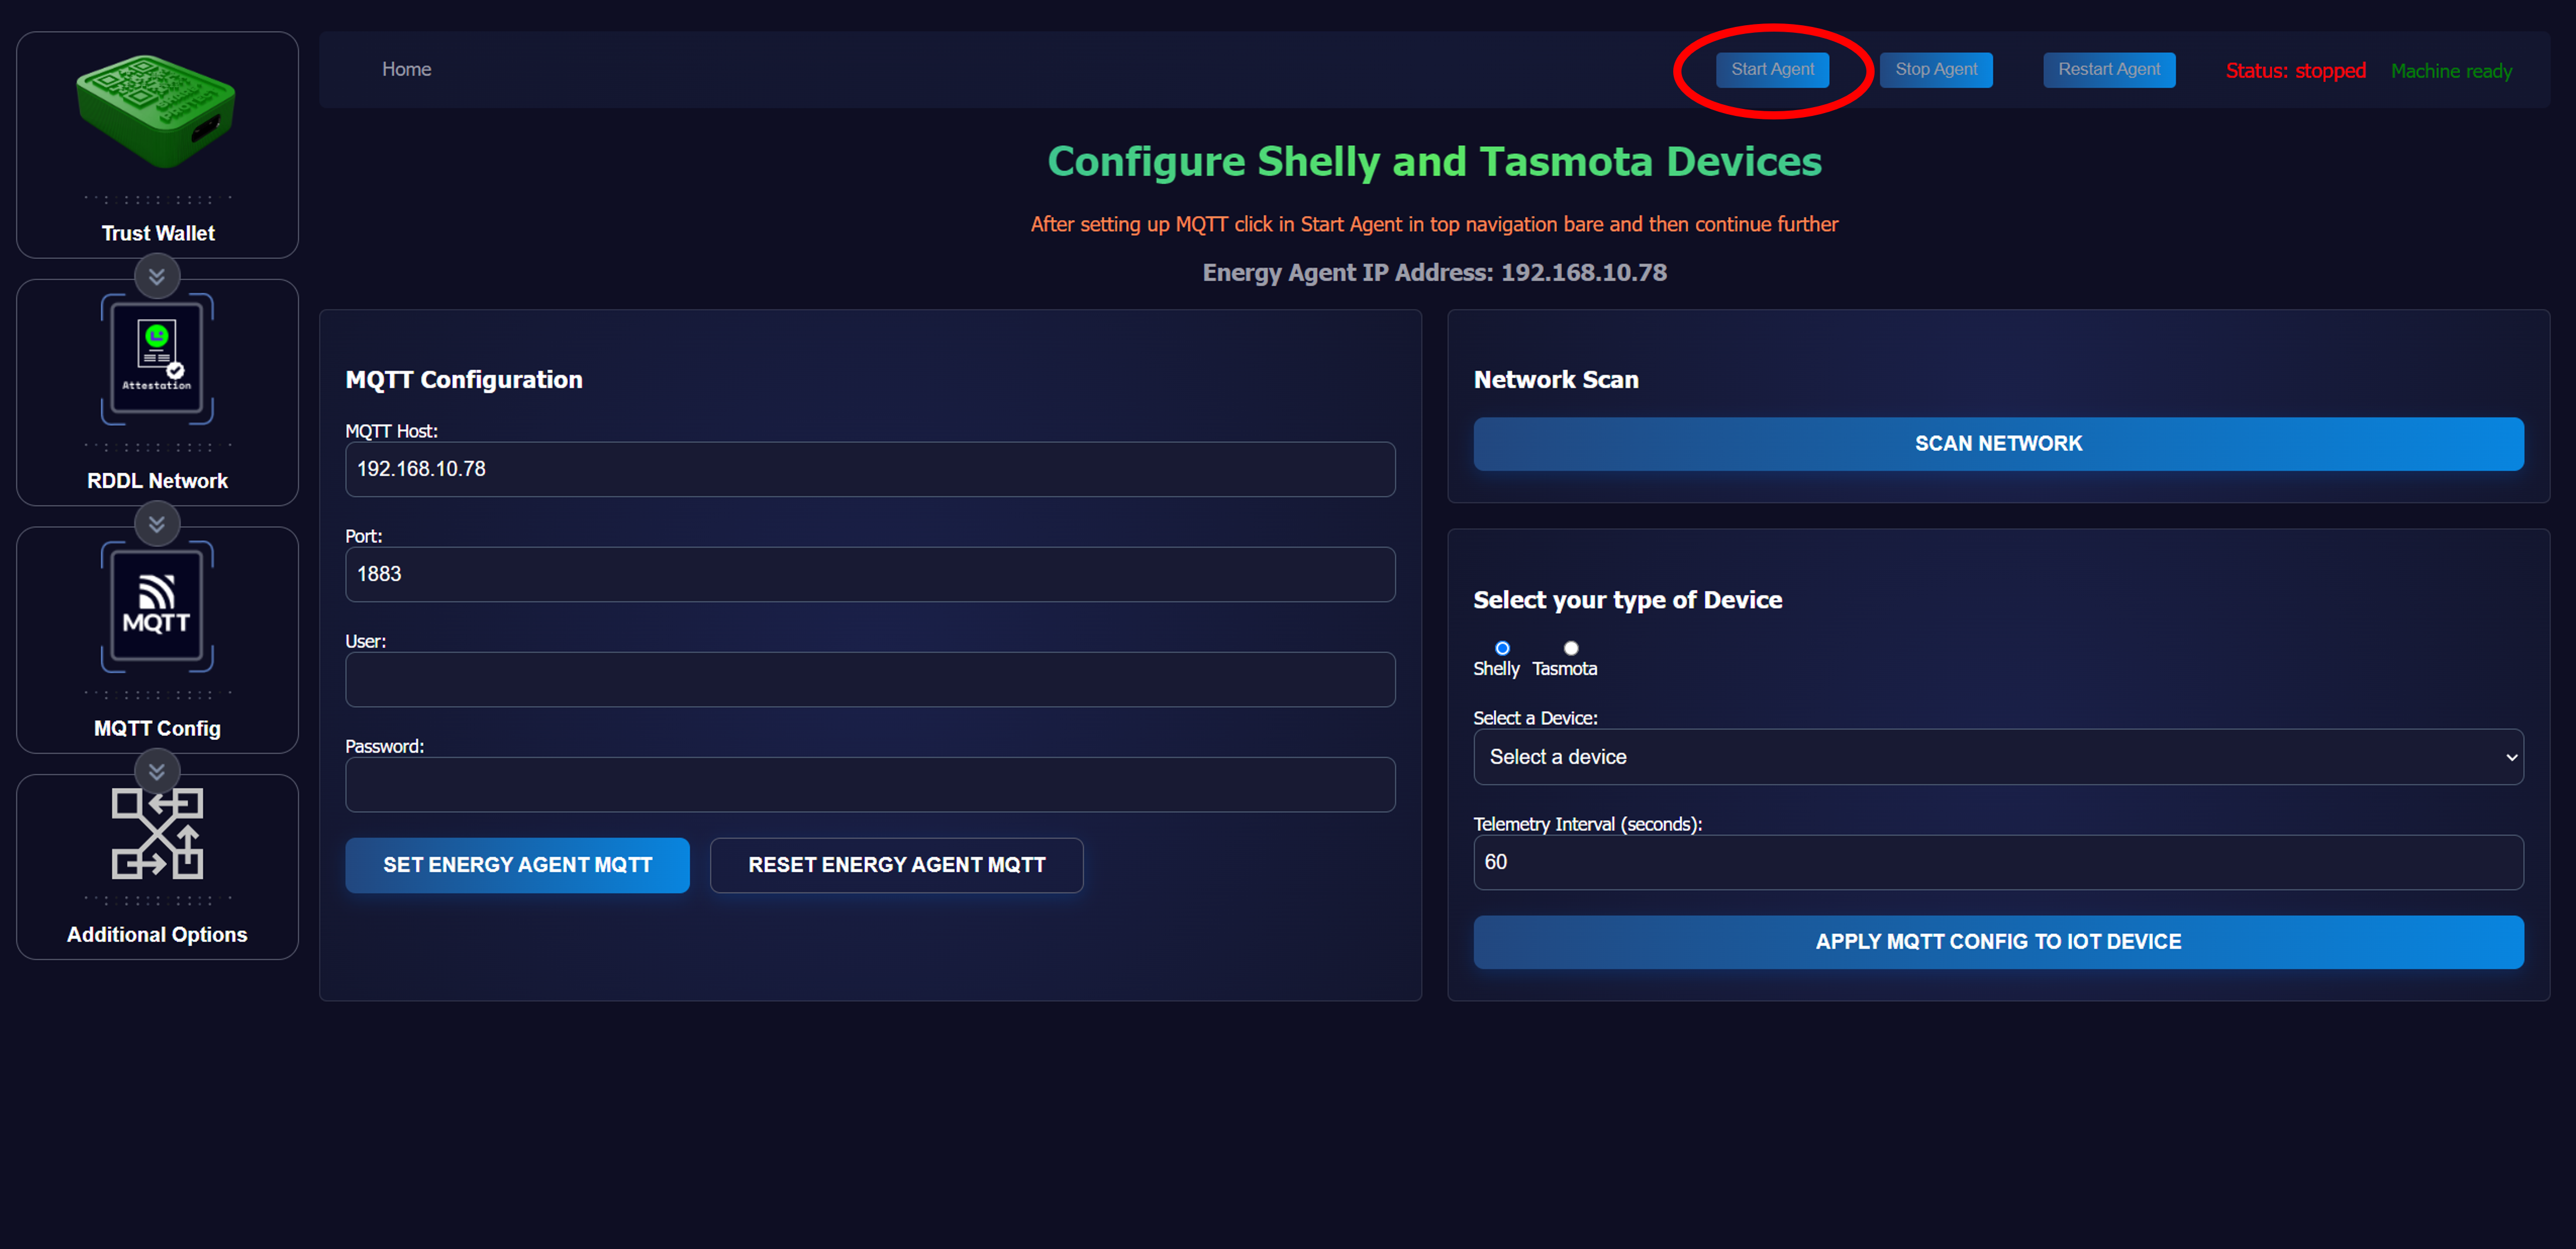 Trust Wallet
Attestation
RDDL Network
MQTT
MQTT Config
Additional Options
Home
Start Agent
Stop Agent
Restart Agent
Status: stopped
Machine ready
Configure Shelly and Tasmota Devices
After setting up MQTT click in Start Agent in top navigation bare and then continue further
Energy Agent IP Address: 192.168.10.78
MQTT Configuration
MQTT Host:
192.168.10.78
Port:
1883
User:
Password:
SET ENERGY AGENT MQTT
RESET ENERGY AGENT MQTT
Network Scan
SCAN NETWORK
Select your type of Device
Shelly Tasmota
Select a Device:
Select a device
Telemetry Interval (seconds):
60
APPLY MQTT CONFIG TO IOT DEVICE